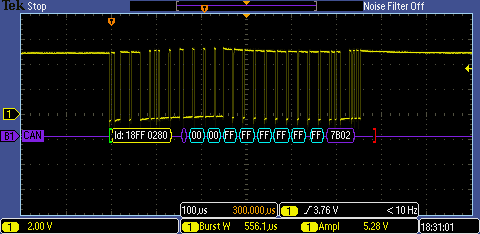 Tek Stop Noise Filter Off
T
T
1
B1 CAN Id: 18FF 0280 00 00 FF FF FF FF FF FF 7B02
100µs 300.000µs 1 3.76 V < 10 Hz
1 2.00 V 1 Burst W 556.1µs 1 Ampl 5.28 V 18:31:01